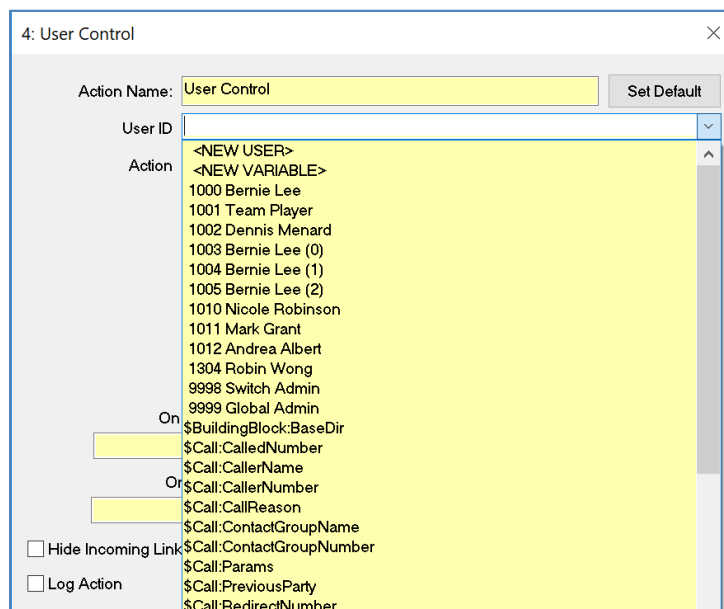 4: User Control
Action Name: User Control Set Default
User ID
Action
<NEW USER>
<NEW VARIABLE>
1000 Bernie Lee
1001 Team Player
1002 Dennis Menard
1003 Bernie Lee (0)
1004 Bernie Lee (1)
1005 Bernie Lee (2)
1010 Nicole Robinson
1011 Mark Grant
1012 Andrea Albert
1304 Robin Wong
9998 Switch Admin
9999 Global Admin
On
$BuildingBlock:BaseDir
$Call:CalledNumber
$Call:CallerName
Or
$Call:CallerNumber
$Call:CallReason
$Call:ContactGroupName
Hide Incoming Link
$Call:ContactGroupNumber
$Call:Params
Log Action
$Call:PreviousParty
$Call:RedirectNumber